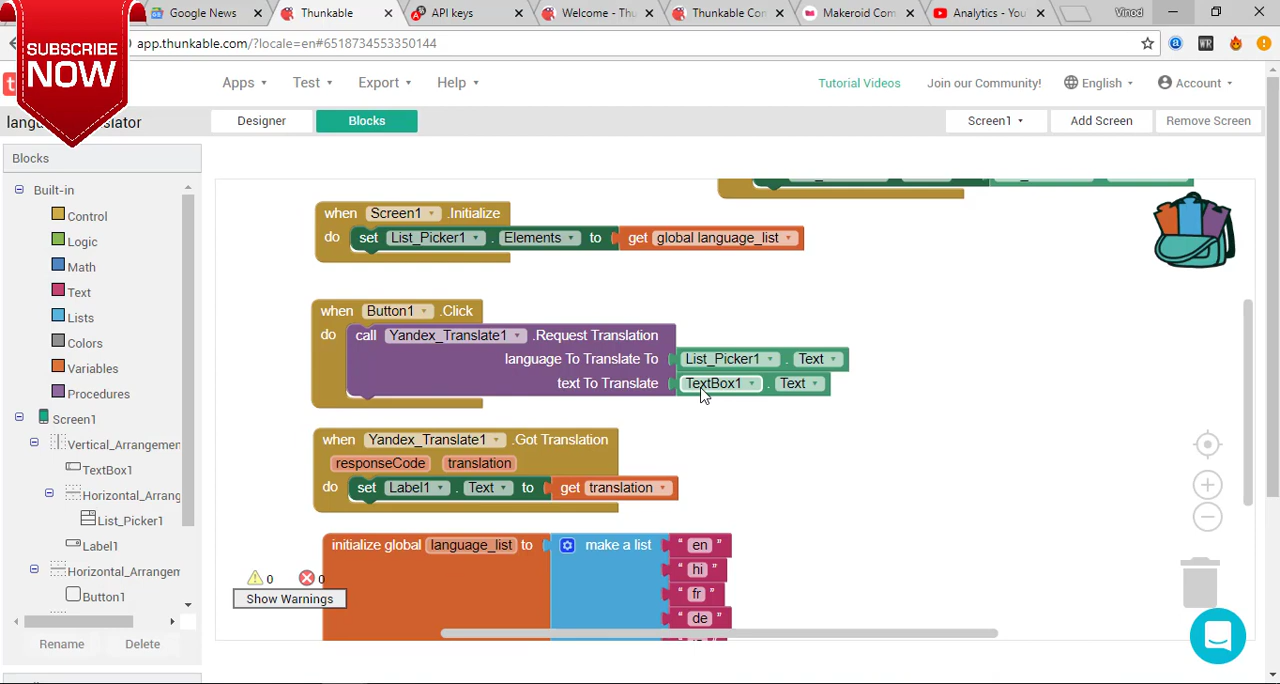 Google News
Thunkable
API keys
Welcome - Thu
Thunkable Con
Makeroid Com
Analytics - You
Vinod
app.thunkable.com/?locale=en#6518734553350144
SUBSCRIBE
NOW
Apps
Test
Export
Help
Tutorial Videos
Join our Community!
English
Account
Designer
Blocks
Screen1
Add Screen
Remove Screen
Blocks
Built-in
Control
Logic
Math
Text
Lists
Colors
Variables
Procedures
Screen1
Vertical_Arrangemen
TextBox1
Horizontal_Arrang
List_Picker1
Label1
Horizontal_Arrangem
Button1
Rename
Delete
when Screen1 .Initialize
do set List_Picker1 . Elements to get global language_list
when Button1 .Click
do call Yandex_Translate1 .Request Translation
language To Translate To List_Picker1 . Text
text To Translate TextBox1 . Text
when Yandex_Translate1 .Got Translation
responseCode translation
do set Label1 . Text to get translation
initialize global language_list to make a list " en "
" hi "
" fr "
" de "
0 0
Show Warnings